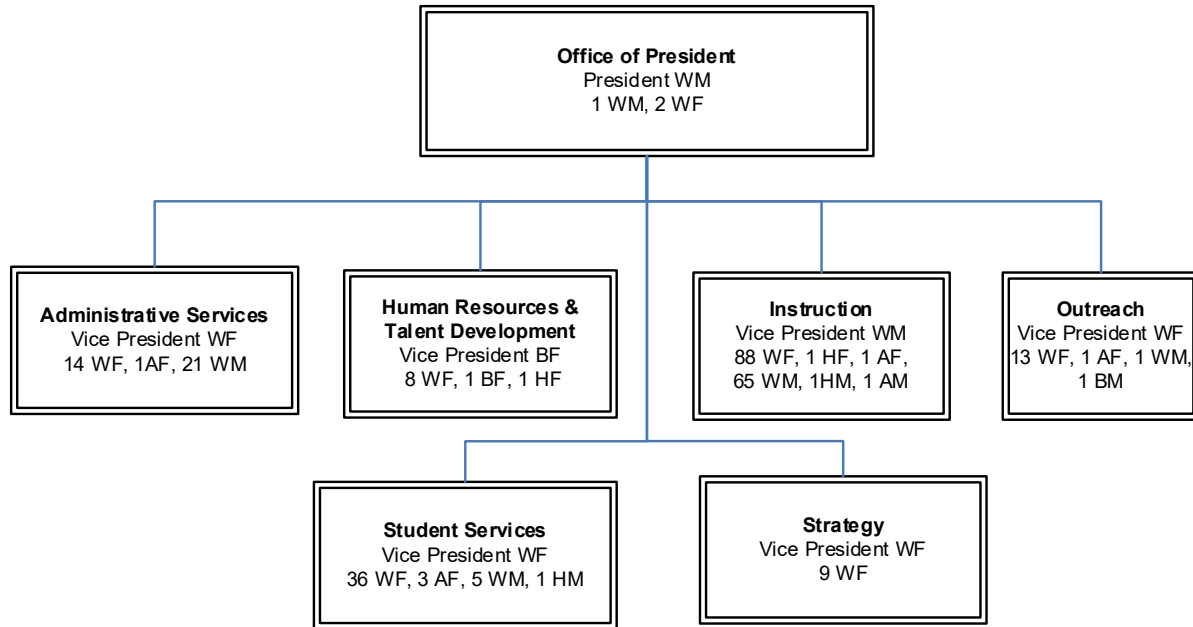 Office of President
President WM
1 WM, 2 WF
Administrative Services
Vice President WF
14 WF, 1AF, 21 WM
Human Resources &
Talent Development
Vice President BF
8 WF, 1 BF, 1 HF
Instruction
Vice President WM
88 WF, 1 HF, 1 AF,
65 WM, 1HM, 1 AM
Outreach
Vice President WF
13 WF, 1 AF, 1 WM,
1 BM
Student Services
Vice President WF
36 WF, 3 AF, 5 WM, 1 HM
Strategy
Vice President WF
9 WF